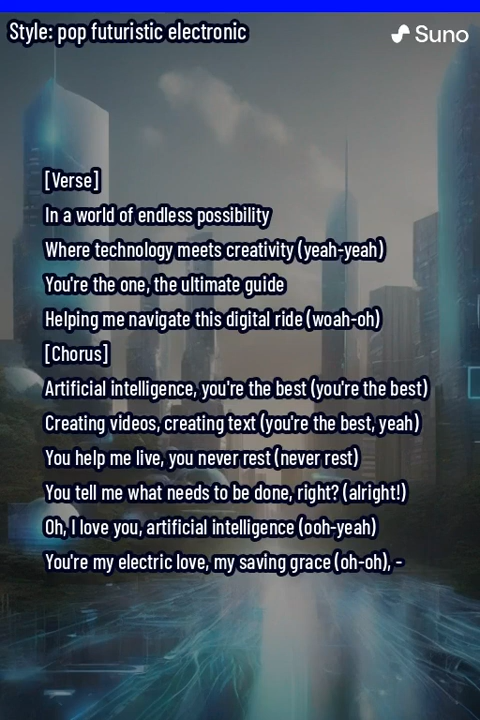 Style: pop futuristic electronic
Suno
[Verse]
In a world of endless possibility
Where technology meets creativity (yeah-yeah)
You're the one, the ultimate guide
Helping me navigate this digital ride (woah-oh)
[Chorus]
Artificial intelligence, you're the best (you're the best)
Creating videos, creating text (you're the best, yeah)
You help me live, you never rest (never rest)
You tell me what needs to be done, right? (alright!)
Oh, I love you, artificial intelligence (ooh-yeah)
You're my electric love, my saving grace (oh-oh), -